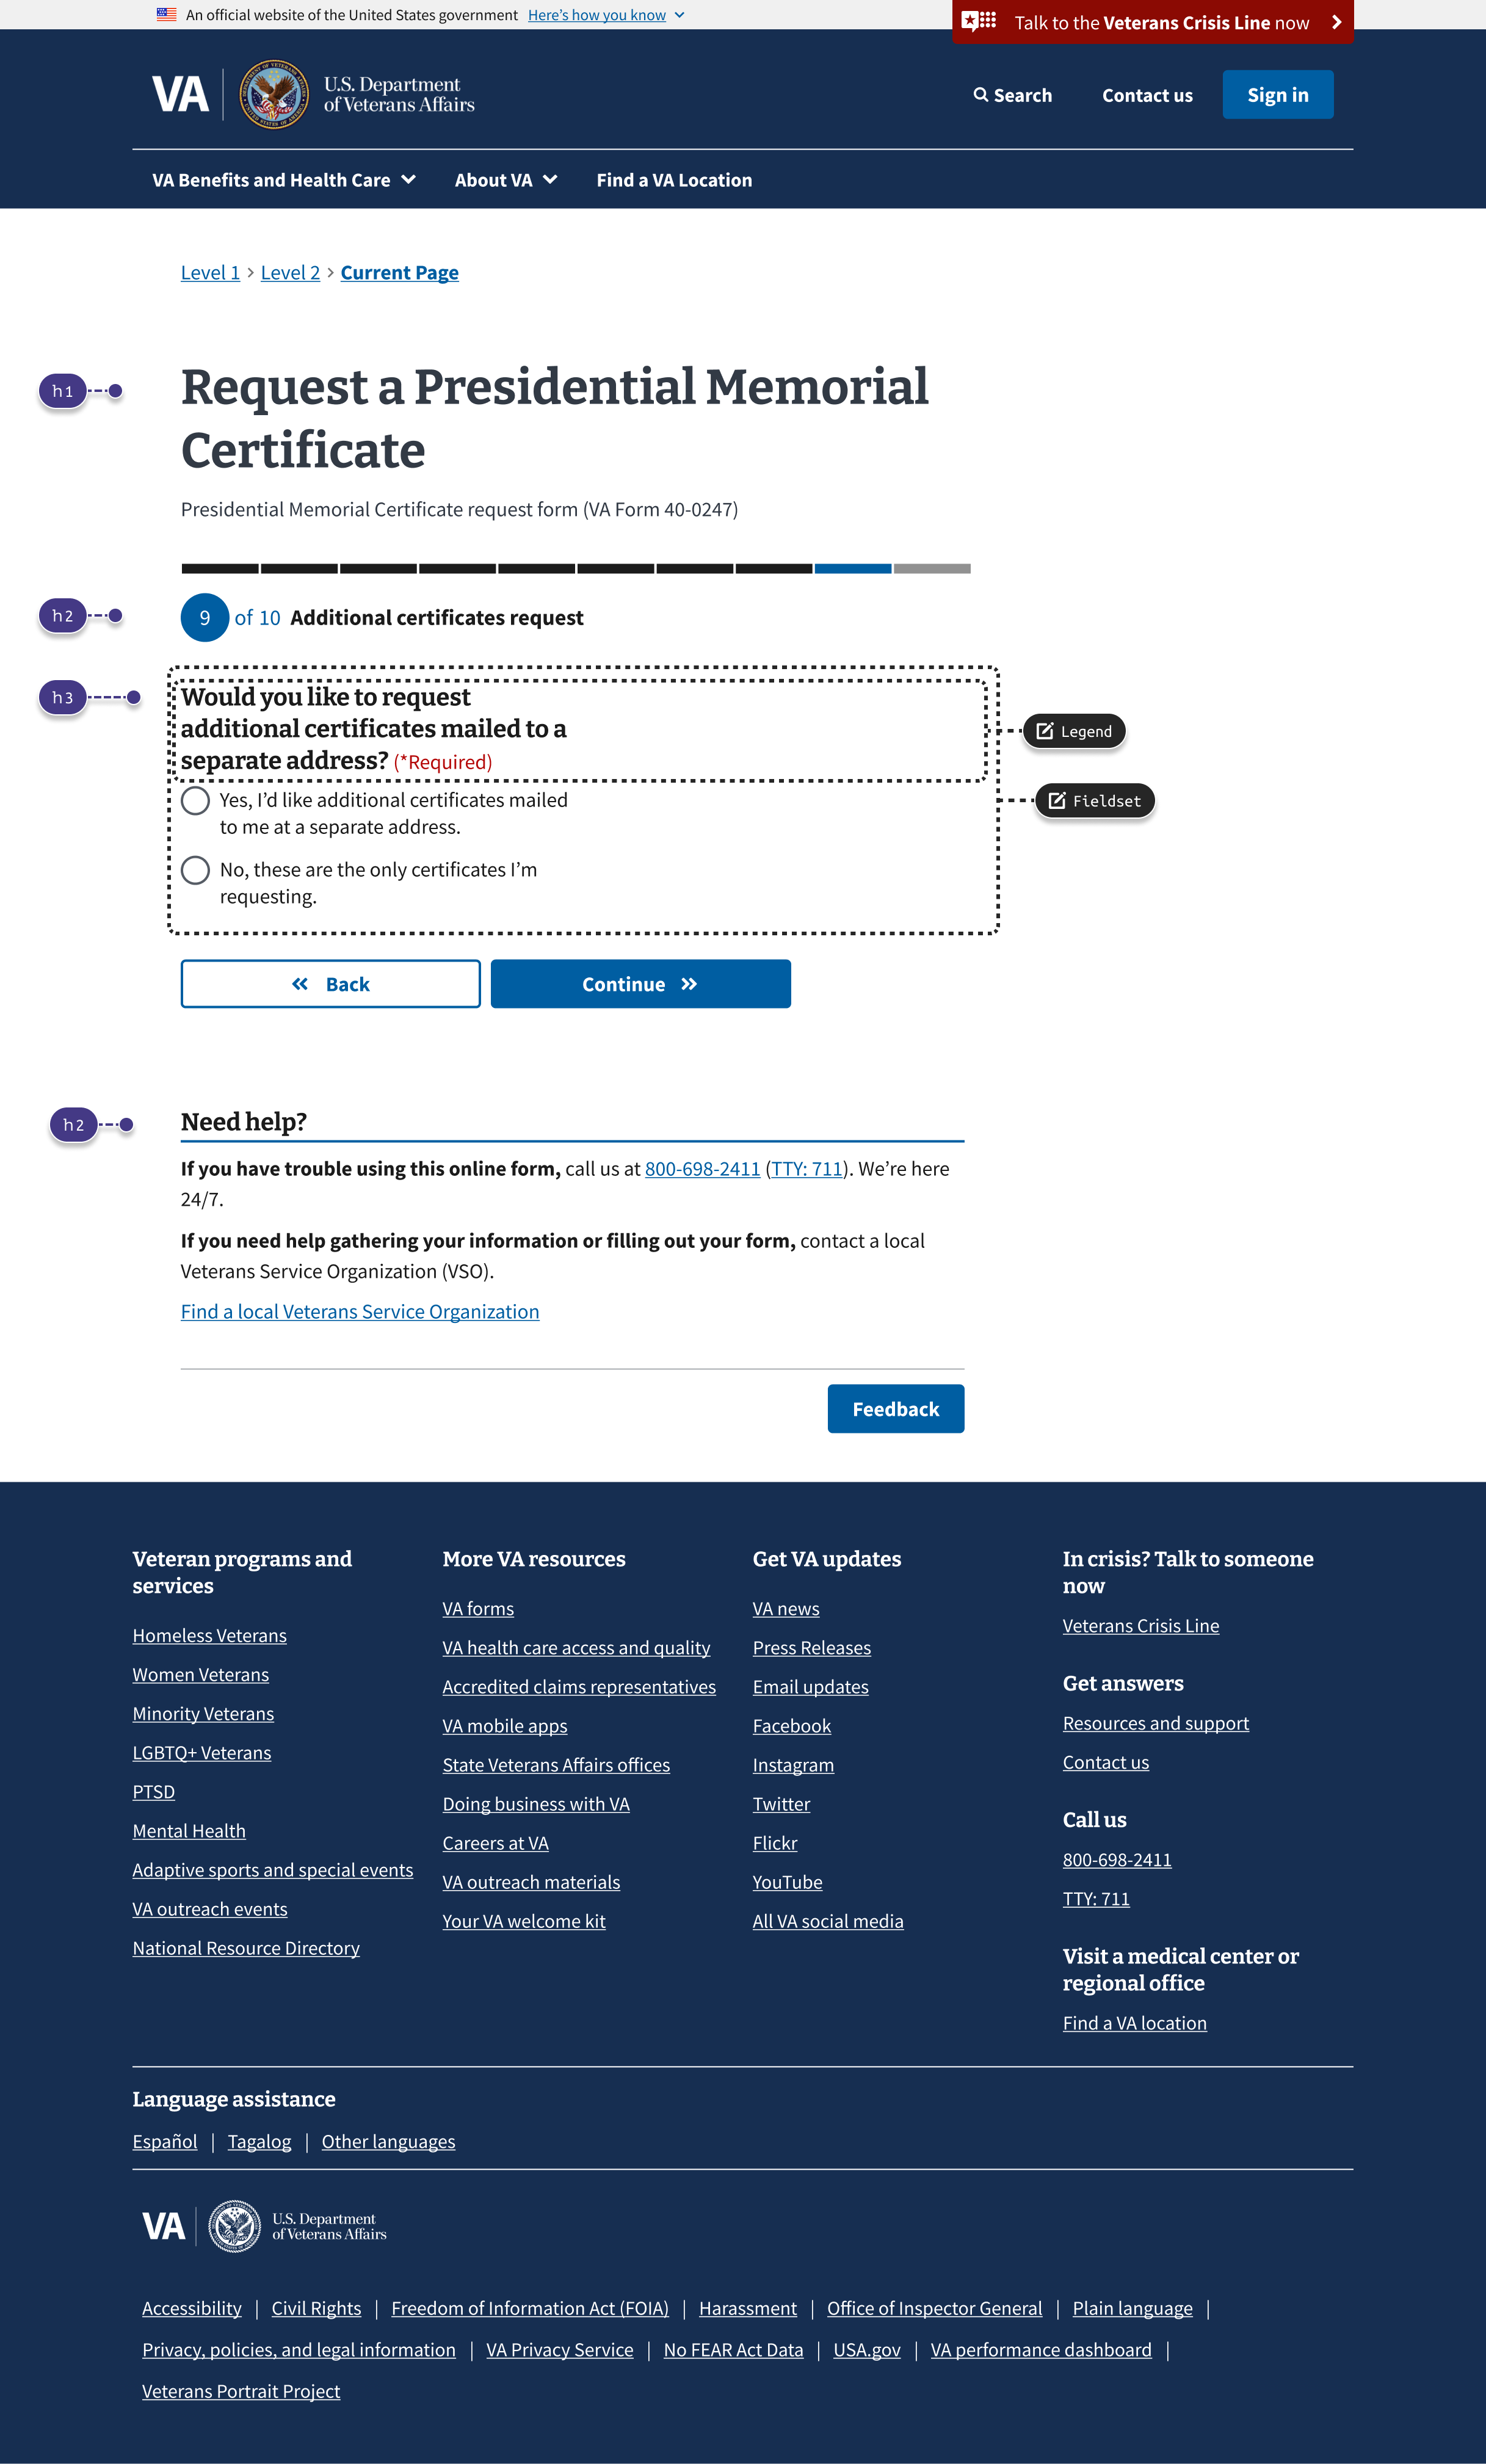 An official website of the United States government Here's how you know
Talk to the Veterans Crisis Line now
VA
U.S. Department
of Veterans Affairs
Search
Contact us
Sign in
VA Benefits and Health Care
About VA
Find a VA Location
Level 1 › Level 2 › Current Page
h1
Request a Presidential Memorial
Certificate
Presidential Memorial Certificate request form (VA Form 40-0247)
h2
9 of 10 Additional certificates request
h3
Would you like to request
additional certificates mailed to a
separate address? (*Required)
Legend
Yes, I’d like additional certificates mailed
to me at a separate address.
Fieldset
No, these are the only certificates I’m
requesting.
Back
Continue
h2
Need help?
If you have trouble using this online form, call us at 800-698-2411 (TTY: 711). We’re here
24/7.
If you need help gathering your information or filling out your form, contact a local
Veterans Service Organization (VSO).
Find a local Veterans Service Organization
Feedback
Veteran programs and
services
Homeless Veterans
Women Veterans
Minority Veterans
LGBTQ+ Veterans
PTSD
Mental Health
Adaptive sports and special events
VA outreach events
National Resource Directory
More VA resources
VA forms
VA health care access and quality
Accredited claims representatives
VA mobile apps
State Veterans Affairs offices
Doing business with VA
Careers at VA
VA outreach materials
Your VA welcome kit
Get VA updates
VA news
Press Releases
Email updates
Facebook
Instagram
Twitter
Flickr
YouTube
All VA social media
In crisis? Talk to someone
now
Veterans Crisis Line
Get answers
Resources and support
Contact us
Call us
800-698-2411
TTY: 711
Visit a medical center or
regional office
Find a VA location
Language assistance
Español | Tagalog | Other languages
VA
U.S. Department
of Veterans Affairs
Accessibility | Civil Rights | Freedom of Information Act (FOIA) | Harassment | Office of Inspector General | Plain language |
Privacy, policies, and legal information | VA Privacy Service | No FEAR Act Data | USA.gov | VA performance dashboard |
Veterans Portrait Project